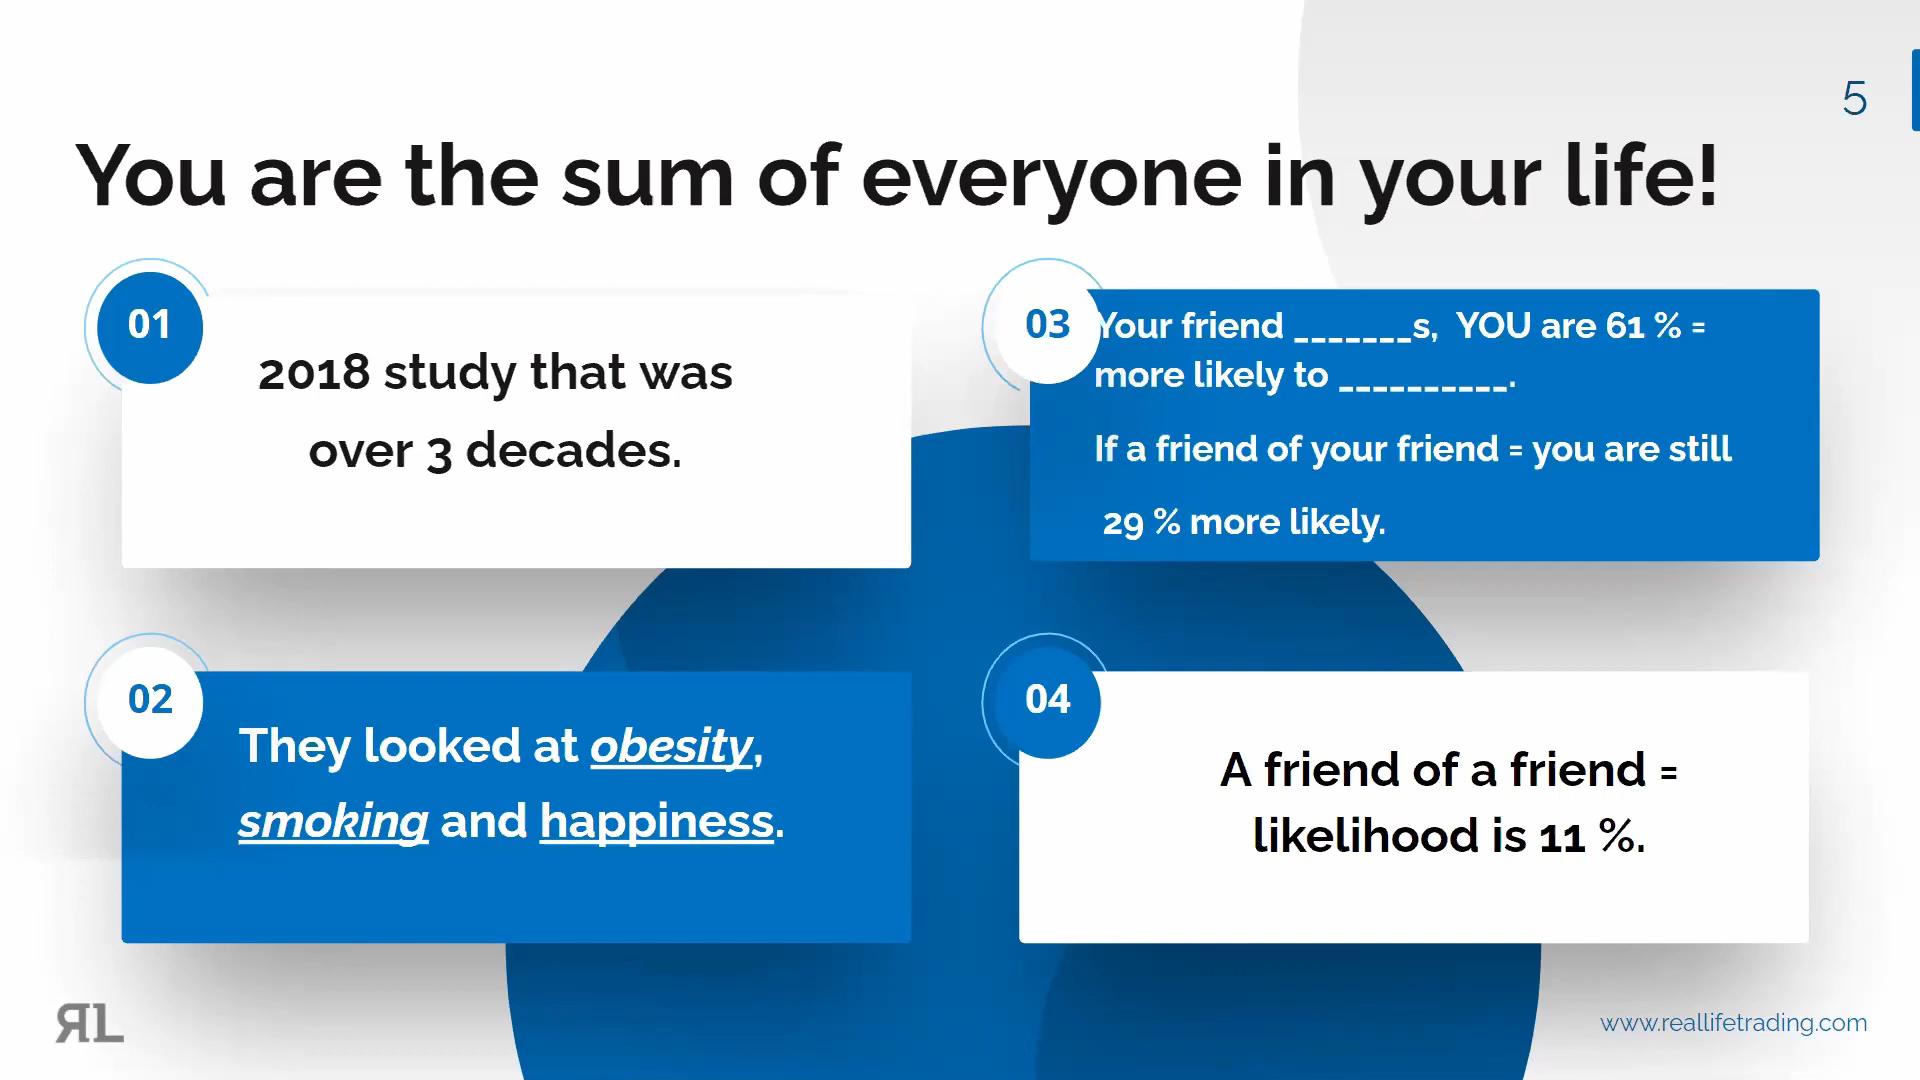 5
You are the sum of everyone in your life!
01
2018 study that was
over 3 decades.
02
They looked at obesity,
smoking and happiness.
03
Your friend _______s,  YOU are 61 % =
more likely to __________.
If a friend of your friend = you are still
29 % more likely.
04
A friend of a friend =
likelihood is 11 %.
RL
www.reallifetrading.com